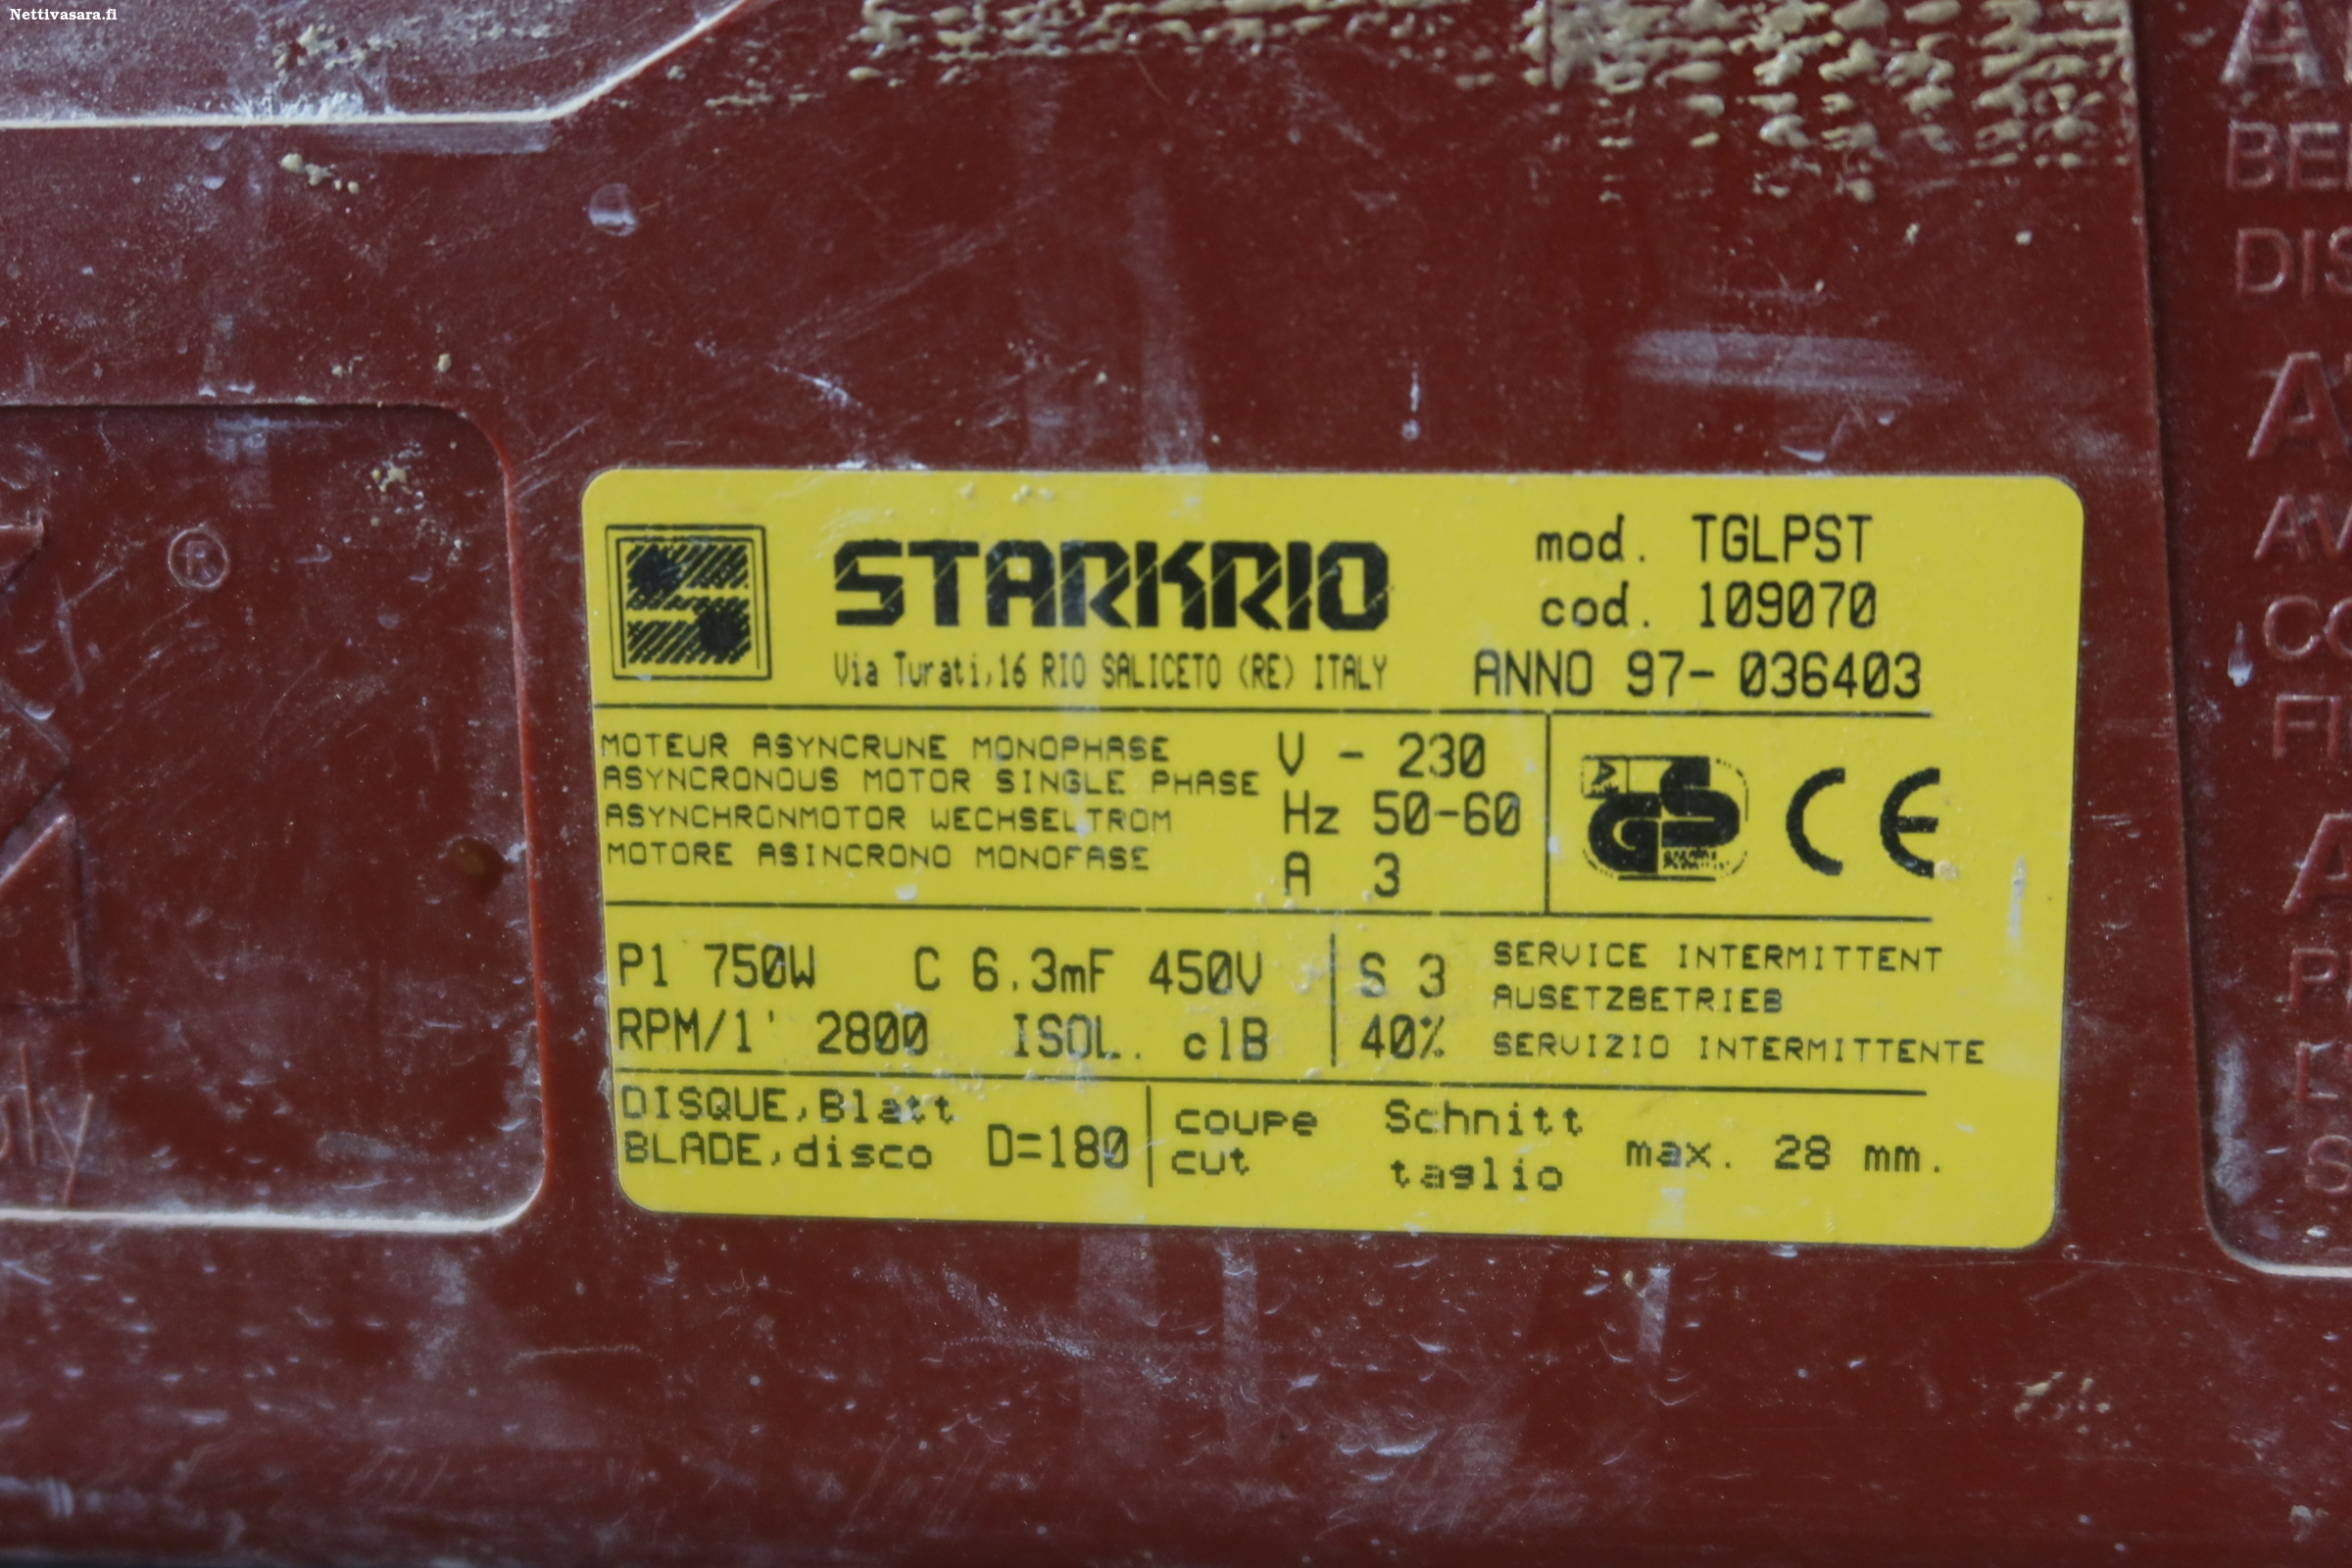 Nettivasara.fi
STARKRIO
mod. TGLPST
cod. 109070
Via Turati,16 RIO SALICETO (RE) ITALY
ANNO 97- 036403
MOTEUR ASYNCRUNE MONOPHASE
ASYNCRONOUS MOTOR SINGLE PHASE
ASYNCHRONMOTOR WECHSELTROM
MOTORE ASINCRONO MONOFASE
V - 230
Hz 50-60
A 3
GS CE
P1 750W C 6.3mF 450V
RPM/1' 2800 ISOL. clB
S 3
40%
SERVICE INTERMITTENT
AUSETZBETRIEB
SERVIZIO INTERMITTENTE
DISQUE,Blatt
BLADE,disco
D=180
coupe Schnitt
cut taglio
max. 28 mm.
®